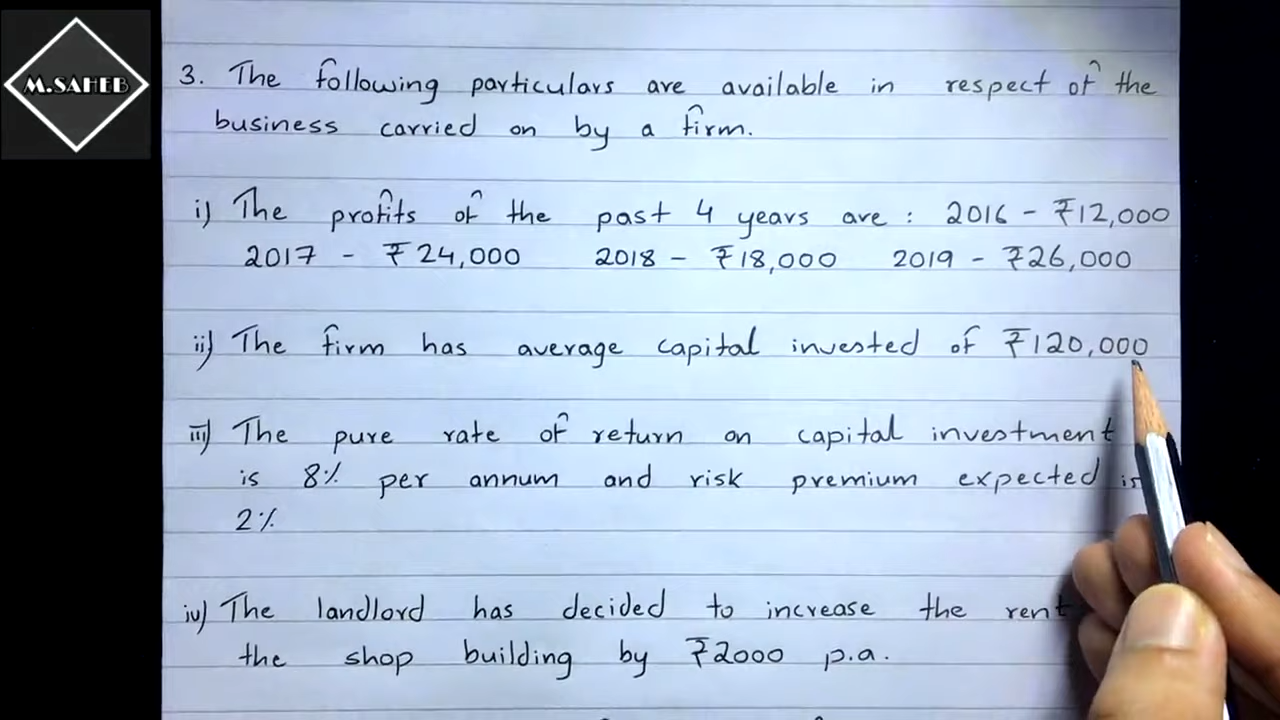 M.SAHEB
3. The following particulars are available in respect of the
business carried on by a firm.
i) The profits of the past 4 years are : 2016 - ₹12,000
2017 - ₹24,000 2018 - ₹18,000 2019 - ₹26,000
ii) The firm has average capital invested of ₹120,000
iii) The pure rate of return on capital investment
is 8% per annum and risk premium expected is
2%
iv) The landlord has decided to increase the rent
the shop building by ₹2000 p.a.